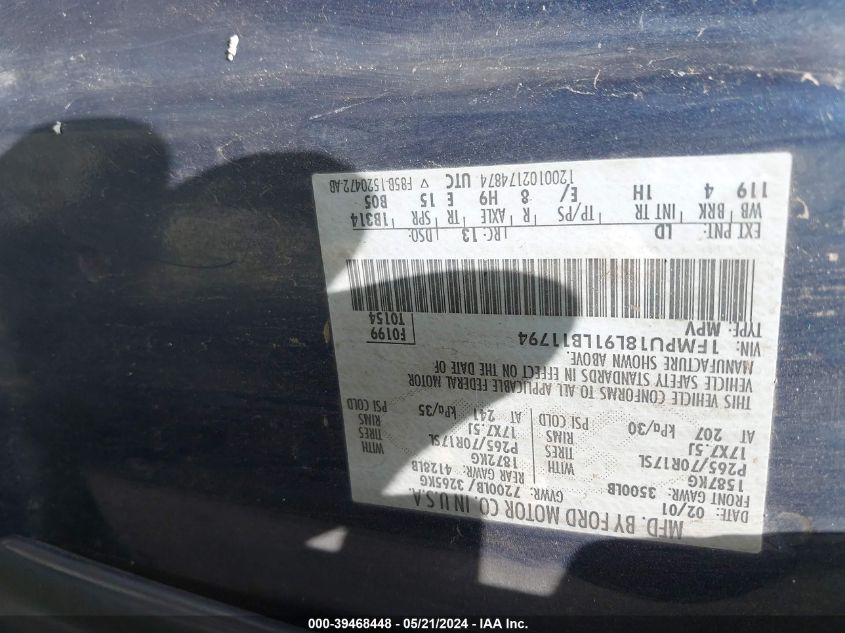 MFD. BY FORD MOTOR CO. IN U.S.A.
DATE: 02/01 GVWR: 7200LB/ 3265KG
FRONT GAWR: 3500LB REAR GAWR: 4128LB
1587KG WITH 1872KG WITH
P265/70R17SL TIRES P265/70R17SL TIRES
17X7.5J RIMS 17X7.5J RIMS
AT 207 kPa/30 PSI COLD AT 241 kPa/35 PSI COLD
THIS VEHICLE CONFORMS TO ALL APPLICABLE FEDERAL MOTOR
VEHICLE SAFETY STANDARDS IN EFFECT ON THE DATE OF
MANUFACTURE SHOWN ABOVE.
VIN: 1FMPU18L91LB11794 F0199
TYPE: MPV T0154
EXT PNT: LD RC: 13 DSO:
WB BRK INT TR TP/PS R AXLE TR SPR 1B314
119 4 1H E/ 8 H9 E 15 B05
1200102174874 UTC ▽ F85B-1520472-AB
000-39468448 - 05/21/2024 - IAA Inc.